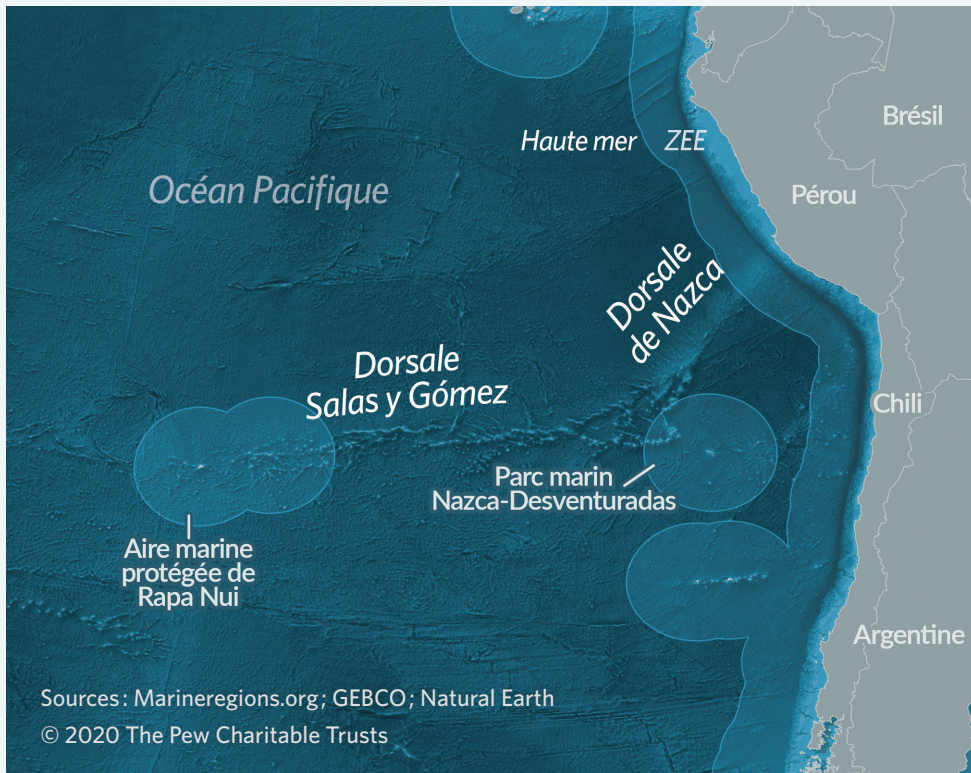 Brésil
Haute mer
ZEE
Océan Pacifique
Pérou
Dorsale
de Nazca
Dorsale
Salas y Gómez
Chili
Parc marin
Nazca-Desventuradas
Aire marine
protégée de
Rapa Nui
Argentine
Sources : Marineregions.org ; GEBCO ; Natural Earth
© 2020 The Pew Charitable Trusts